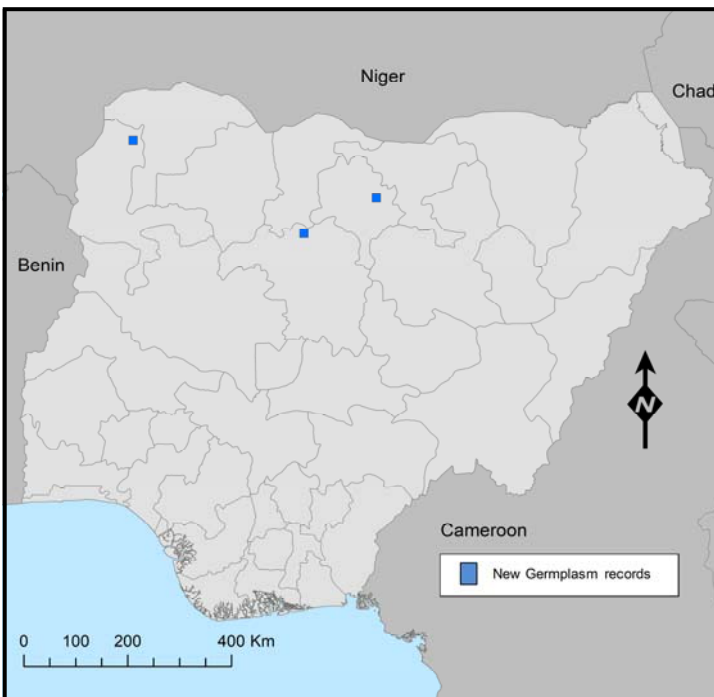 Niger
Chad
Benin
N
Cameroon
New Germplasm records
0 100 200 400 Km